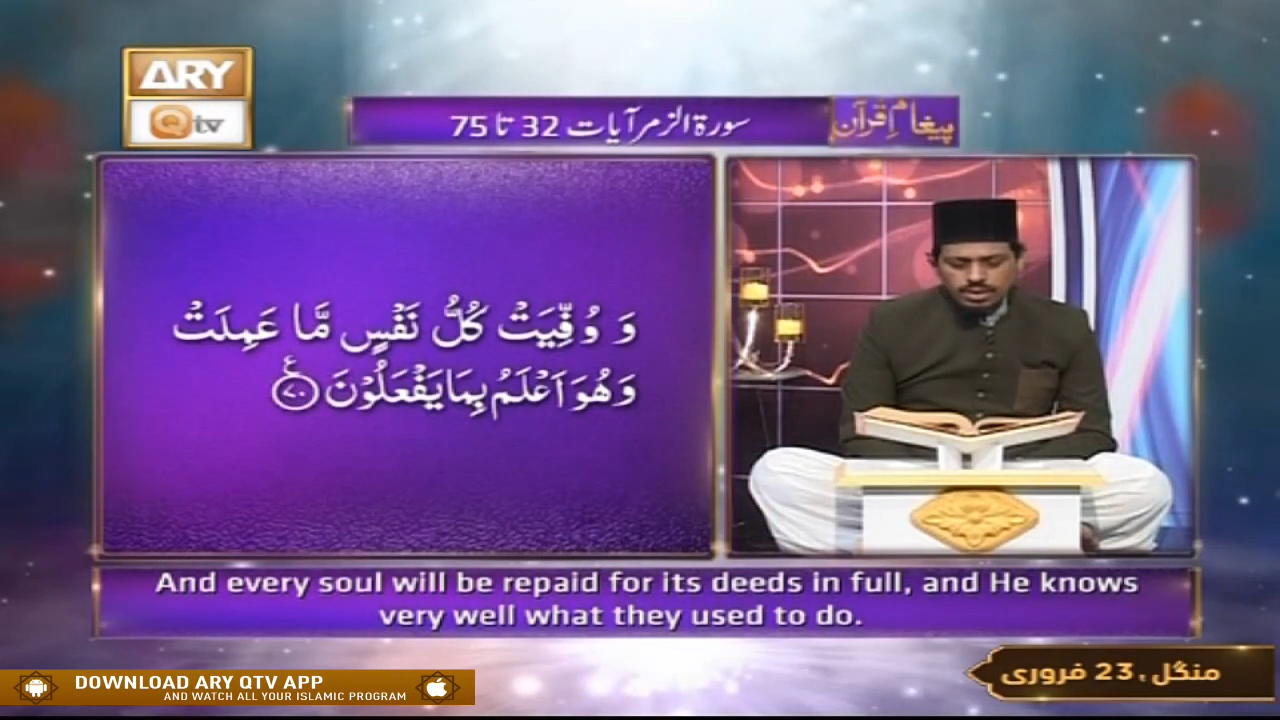 ARY
Qtv
پیغامِ قرآن
سورۃ الزمر آیات 32 تا 75
وَ وُفِّيَتْ كُلُّ نَفْسٍ مَّا عَمِلَتْ
وَ هُوَ اَعْلَمُ بِمَا يَفْعَلُوْنَ ۷۰ ع
And every soul will be repaid for its deeds in full, and He knows
very well what they used to do.
منگل، 23 فروری
DOWNLOAD ARY QTV APP
AND WATCH ALL YOUR ISLAMIC PROGRAM